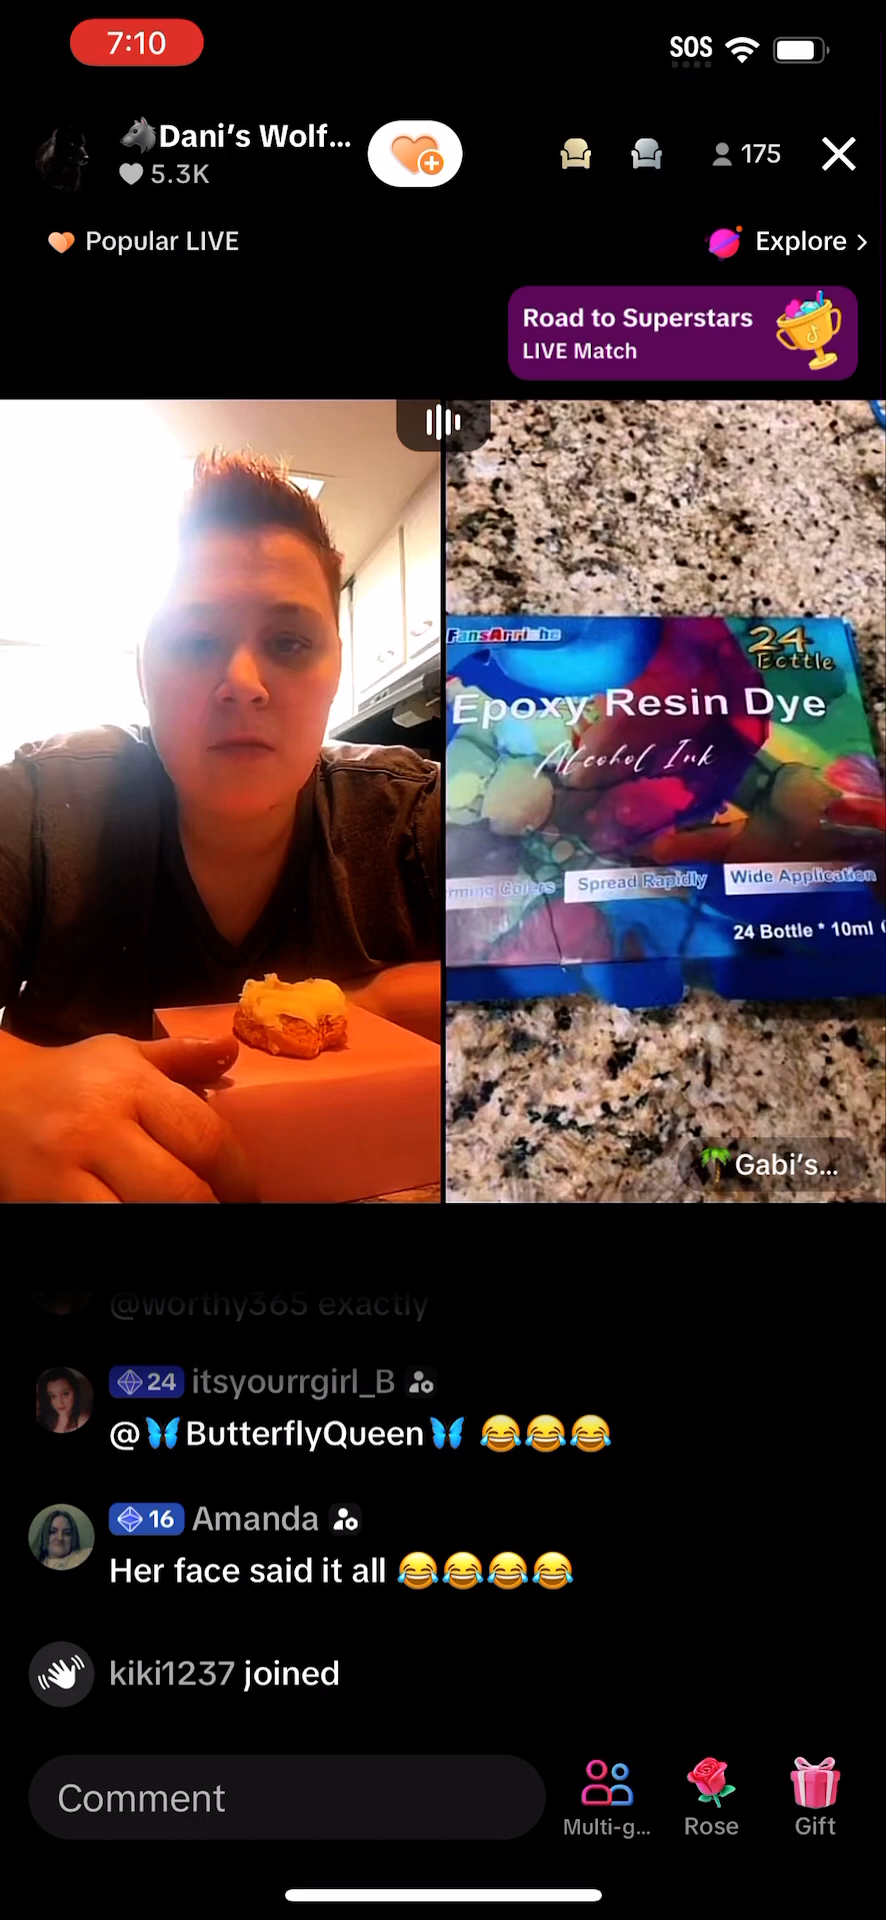 7:10
SOS
Dani's Wolf...
5.3K
175
Popular LIVE
Explore >
Road to Superstars
LIVE Match
24
Bottle
Epoxy Resin Dye
Alcohol Ink
Colors
Spread Rapidly
Wide Application
24 Bottle * 10ml
Gabi's...
@worthy365 exactly
24 itsyourrgirl_B
@🦋ButterflyQueen🦋 😂😂😂
16 Amanda
Her face said it all 😂😂😂😂
kiki1237 joined
Comment
Multi-g...
Rose
Gift